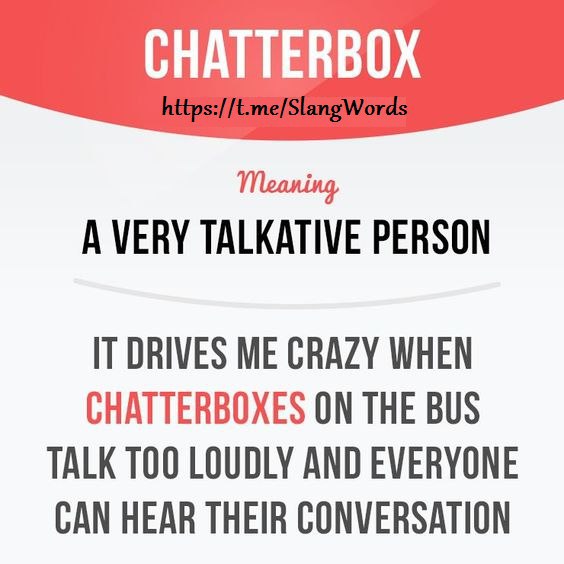 CHATTERBOX
https://t.me/SlangWords
Meaning
A VERY TALKATIVE PERSON
IT DRIVES ME CRAZY WHEN
CHATTERBOXES ON THE BUS
TALK TOO LOUDLY AND EVERYONE
CAN HEAR THEIR CONVERSATION